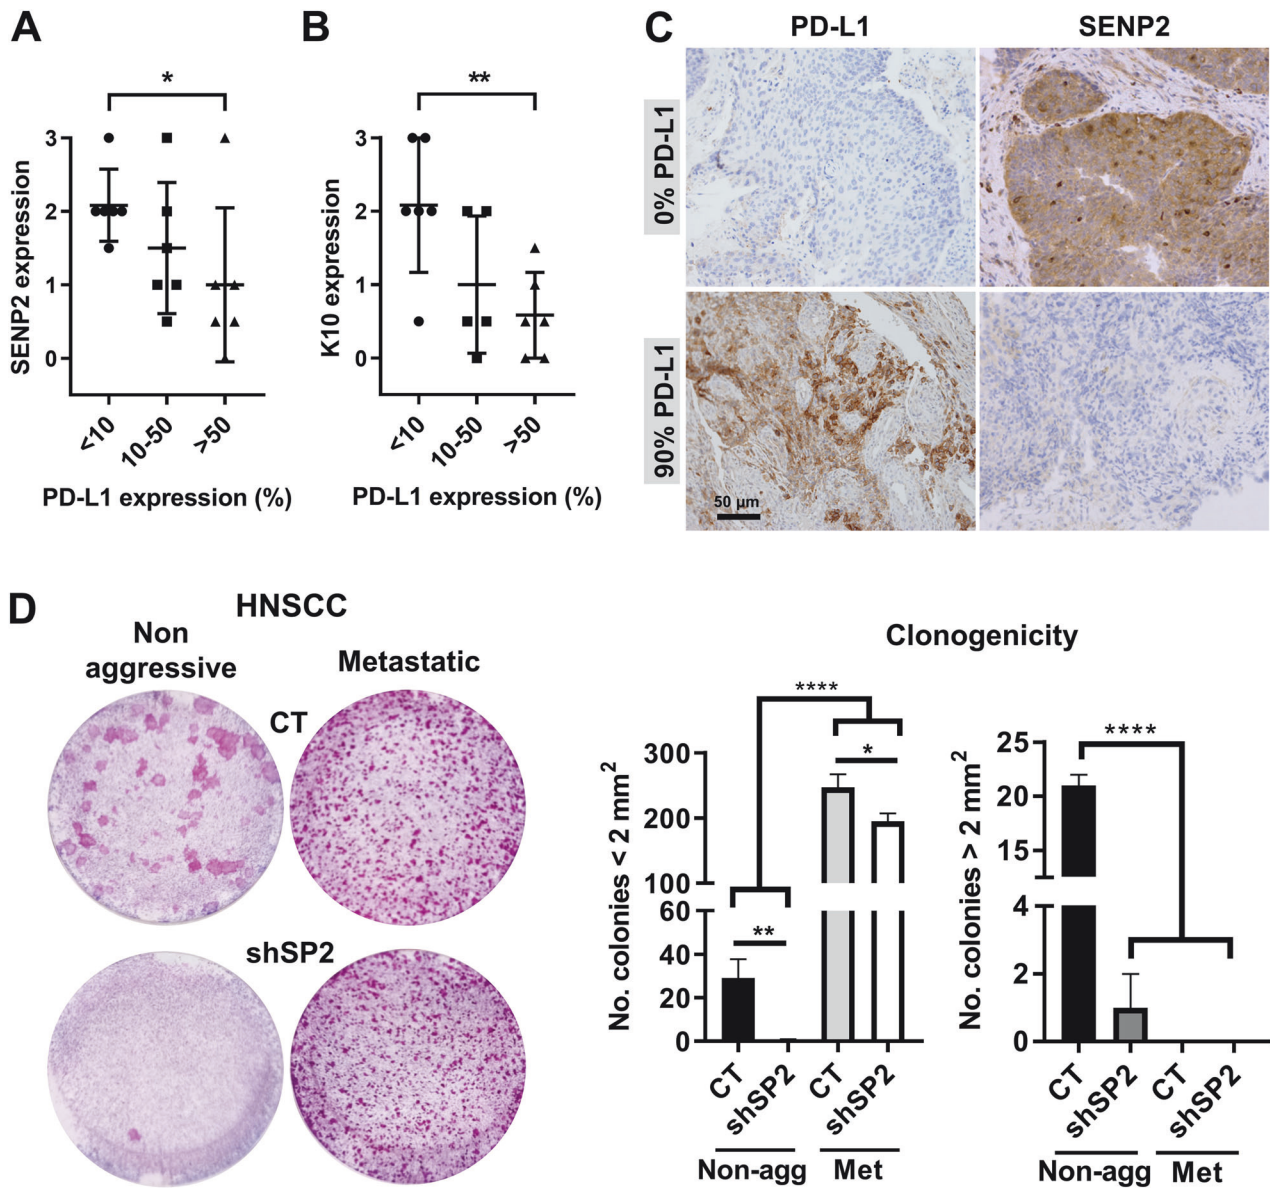 A
*
SENP2 expression
3
2
1
0
<10
10-50
>50
PD-L1 expression (%)
B
**
K10 expression
3
2
1
0
<10
10-50
>50
PD-L1 expression (%)
C
PD-L1
SENP2
0% PD-L1
90% PD-L1
50 µm
D
HNSCC
Non
aggressive
Metastatic
CT
shSP2
Clonogenicity
No. colonies < 2 mm²
300
200
100
60
40
20
0
****
*
**
CT
shSP2
CT
shSP2
Non-agg
Met
No. colonies > 2 mm²
25
20
15
4
2
0
****
CT
shSP2
CT
shSP2
Non-agg
Met